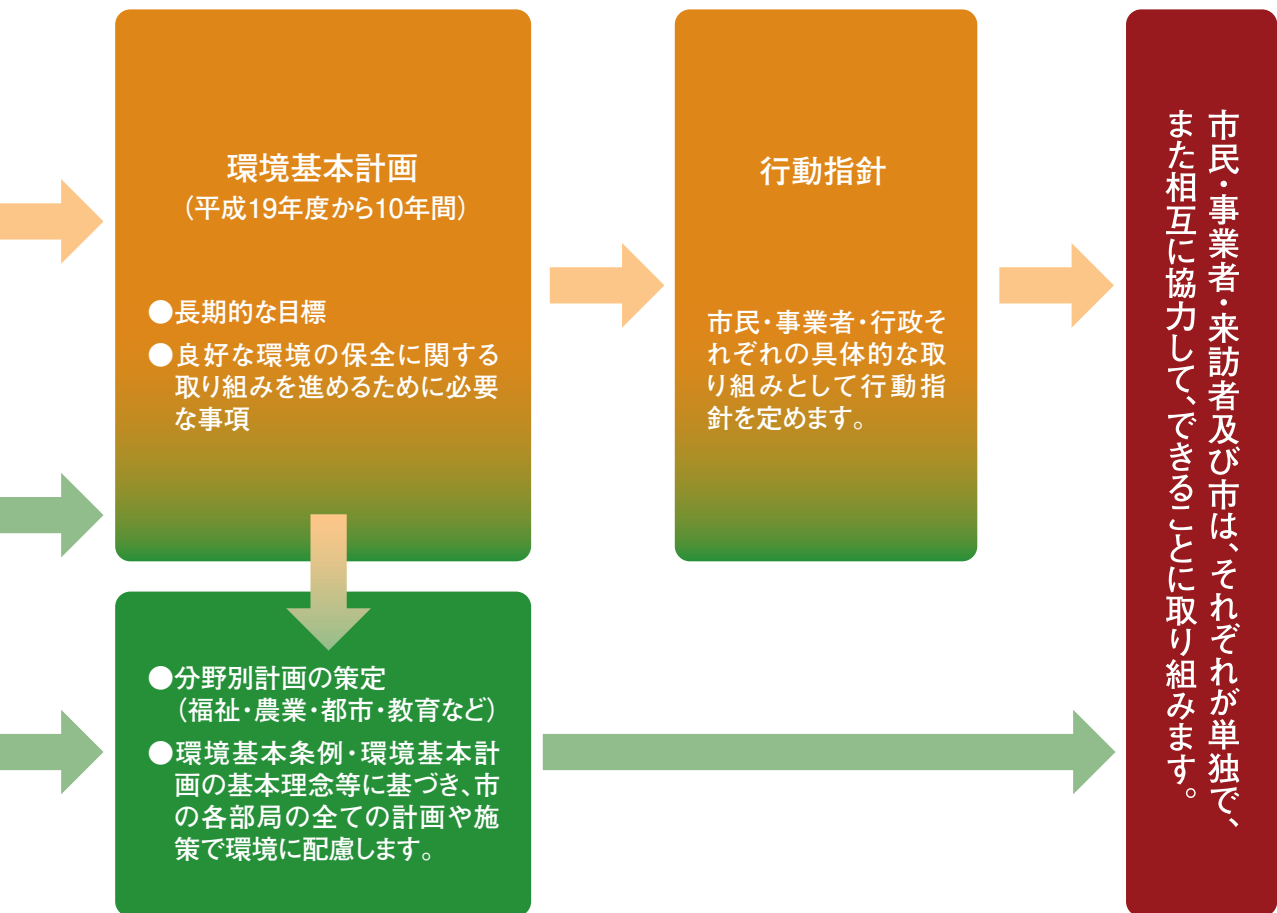 環境基本計画
(平成19年度から10年間)
●長期的な目標
●良好な環境の保全に関する
取り組みを進めるために必要
な事項
行動指針
市民・事業者・行政そ
れぞれの具体的な取
り組みとして行動指
針を定めます。
●分野別計画の策定
(福祉・農業・都市・教育など)
●環境基本条例・環境基本計
画の基本理念等に基づき、市
の各部局の全ての計画や施
策で環境に配慮します。
市民・事業者・来訪者及び市は、それぞれが単独で、
また相互に協力して、できることに取り組みます。